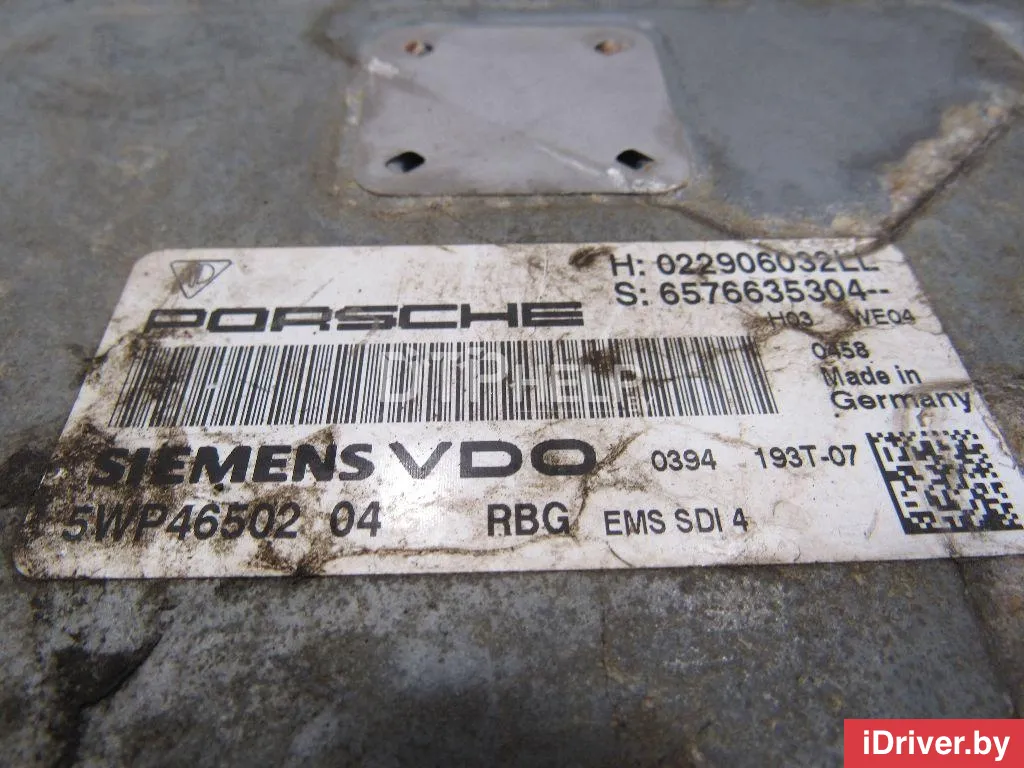 H: 022906032LL
S: 6576635304--
PORSCHE
H03 WE04
0458
Made in
Germany
DTPHELP
SIEMENS VDO 0394 193T-07
5WP46502 04 RBG EMS SDI 4
iDriver.by